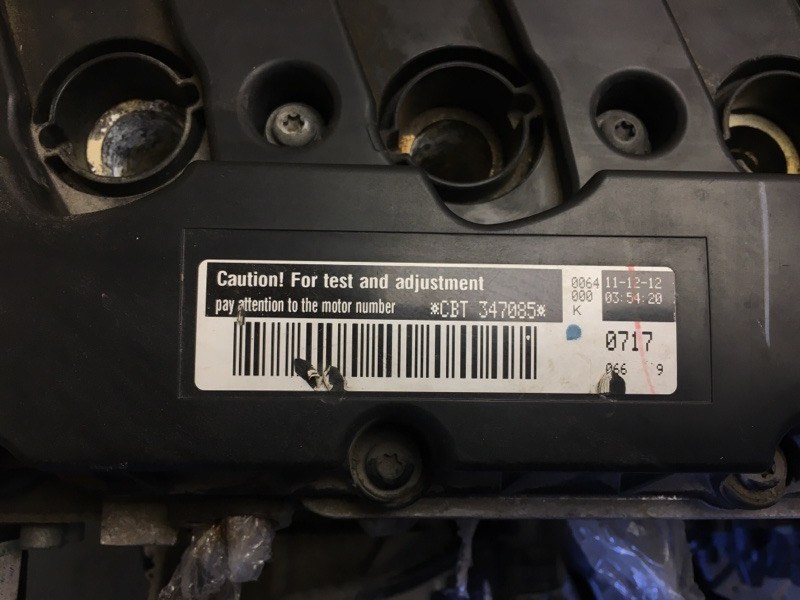 Caution! For test and adjustment
pay attention to the motor number *CBT 347085*
0064
000
K
11-12-12
03:54:20
0717
066 9